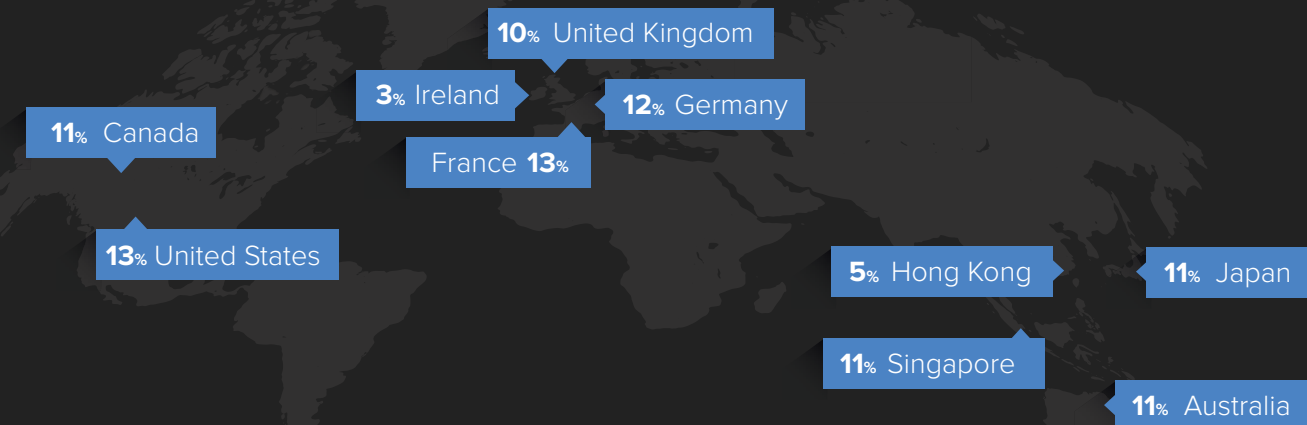 10% United Kingdom
3% Ireland
12% Germany
11% Canada
France 13%
13% United States
5% Hong Kong
11% Japan
11% Singapore
11% Australia